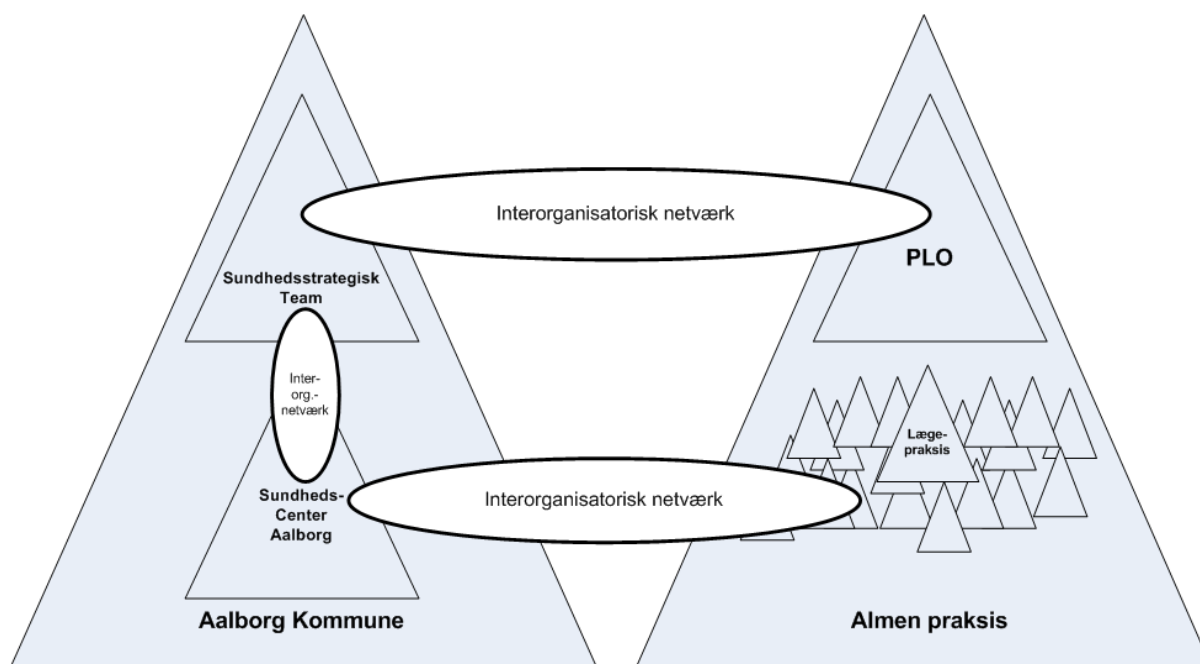 Interorganisatorisk netværk
PLO
Sundhedsstrategisk
Team
Inter-
org.-
netværk
Læge-
praksis
Sundheds-
Center
Aalborg
Interorganisatorisk netværk
Aalborg Kommune
Almen praksis